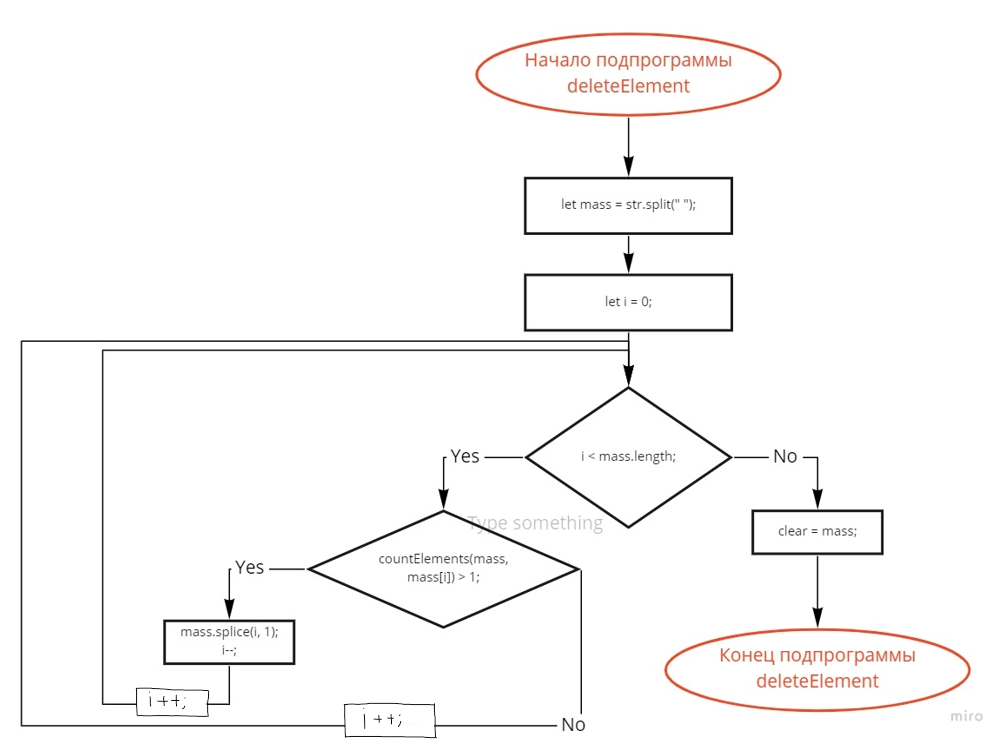 Начало подпрограммы
deleteElement
let mass = str.split(" ");
let i = 0;
i < mass.length;
Yes
No
Type something
countElements(mass,
mass[i]) > 1;
clear = mass;
Yes
mass.splice(i, 1);
i--;
Конец подпрограммы
deleteElement
i++;
i++;
No
miro